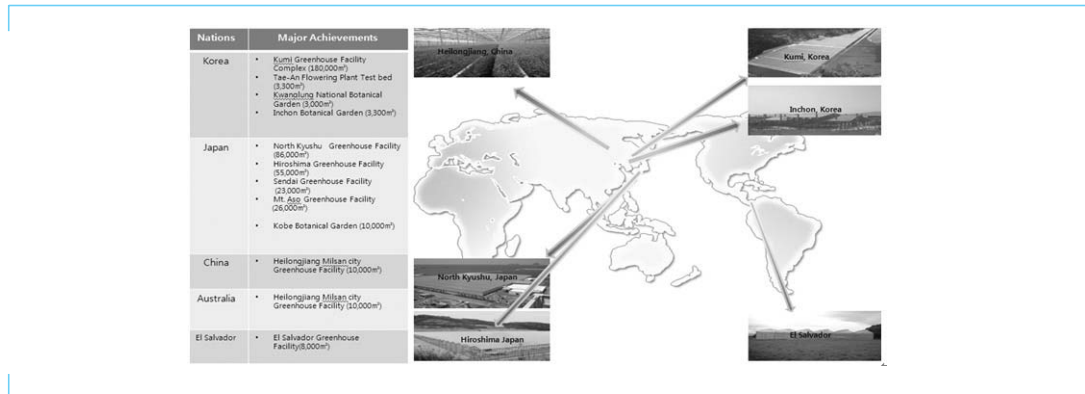 Nations Major Achievements
Korea
• Kumi Greenhouse Facility
Complex (180,000m²)
• Tae-An Flowering Plant Test bed
(3,300m²)
• Kwanglung National Botanical
Garden (3,000m²)
• Inchon Botanical Garden (3,300m²)
Japan
• North Kyushu Greenhouse Facility
(86,000m²)
• Hiroshima Greenhouse Facility
(55,000m²)
• Sendai Greenhouse Facility
(23,000m²)
• Mt. Aso Greenhouse Facility
(26,000m²)
• Kobe Botanical Garden (10,000m²)
China
• Heilongjiang Milsan city
Greenhouse Facility (10,000m²)
Australia
• Heilongjiang Milsan city
Greenhouse Facility (10,000m²)
El Salvador
• El Salvador Greenhouse
Facility(8,000m²)
Heilongjiang, China
Kumi, Korea
Inchon, Korea
North Kyushu, Japan
Hiroshima Japan
El Salvador